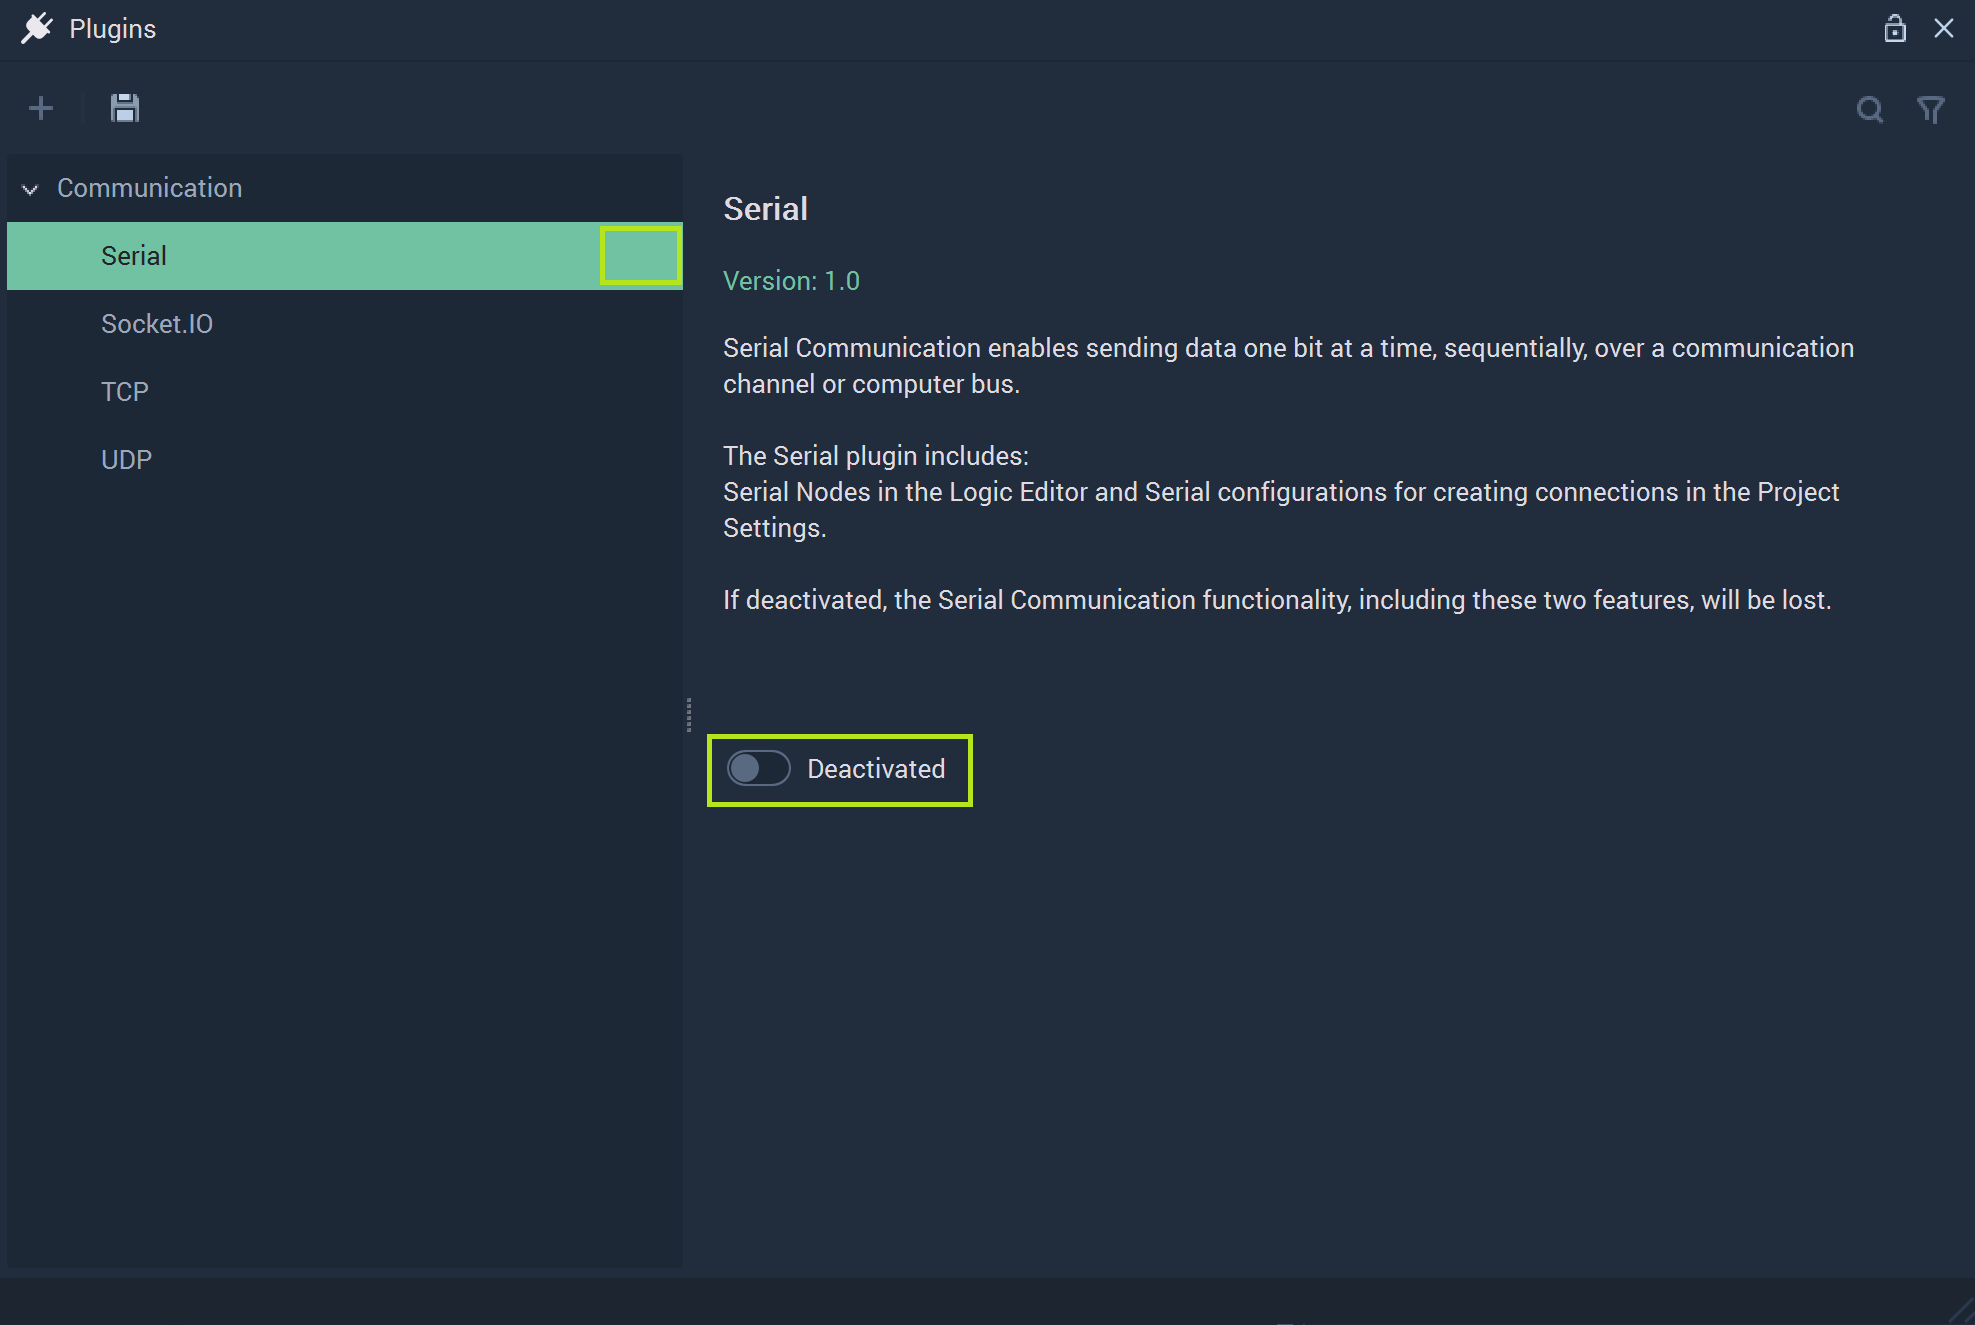 Plugins
Communication
Serial
Socket.IO
TCP
UDP
Serial
Version: 1.0
Serial Communication enables sending data one bit at a time, sequentially, over a communication
channel or computer bus.
The Serial plugin includes:
Serial Nodes in the Logic Editor and Serial configurations for creating connections in the Project
Settings.
If deactivated, the Serial Communication functionality, including these two features, will be lost.
Deactivated